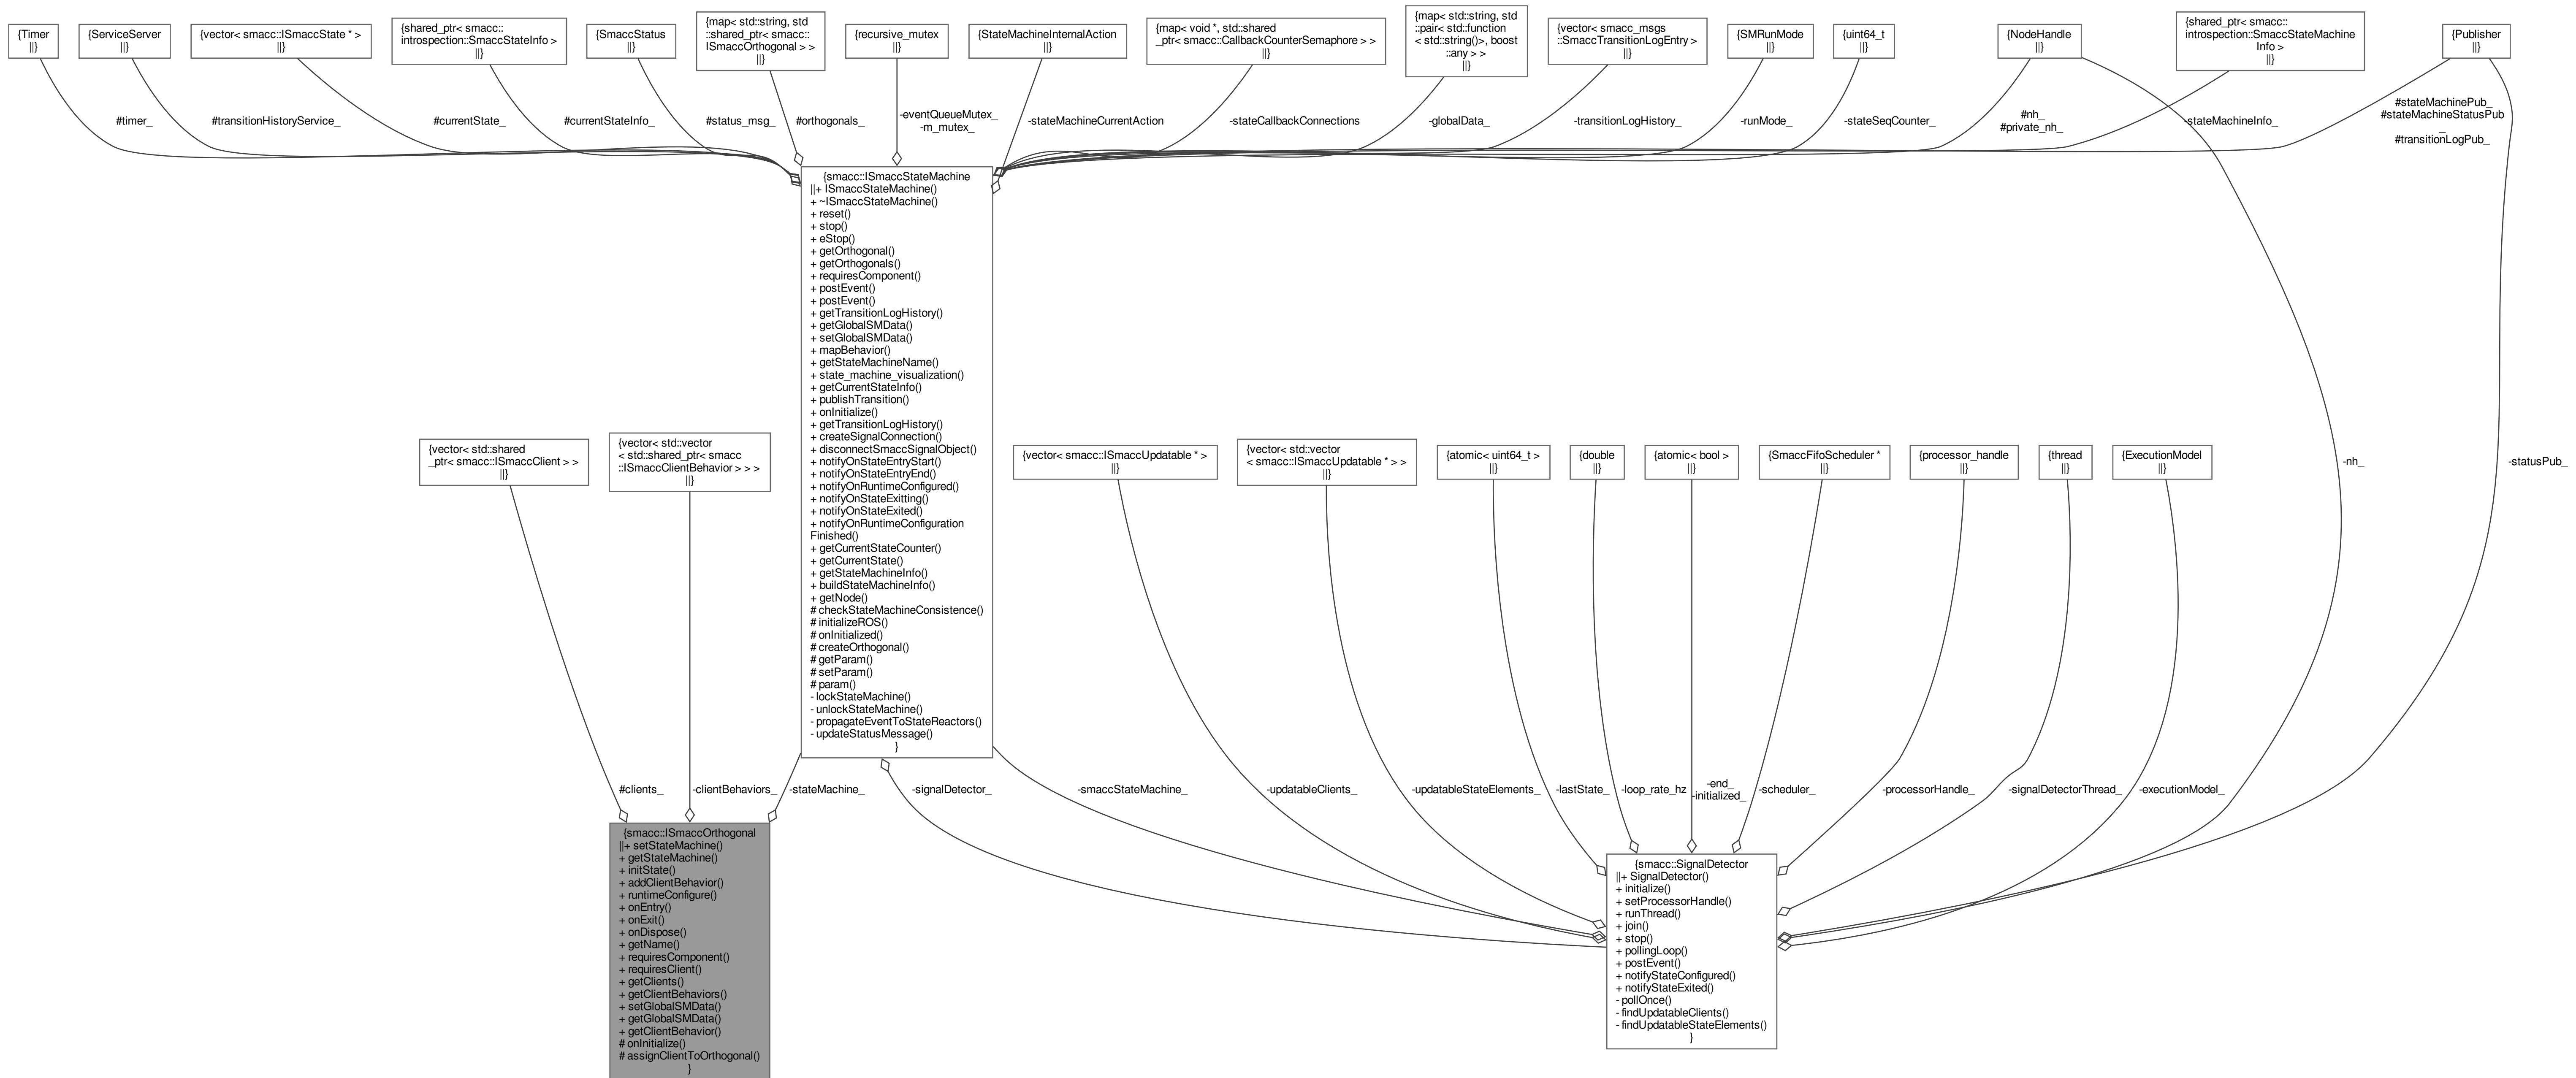 {Timer
||}
{ServiceServer
||}
{vector< smacc::ISmaccState * >
||}
{shared_ptr< smacc::
introspection::SmaccStateInfo >
||}
{SmaccStatus
||}
{map< std::string, std
::shared_ptr< smacc::
ISmaccOrthogonal > >
||}
{recursive_mutex
||}
{StateMachineInternalAction
||}
{map< void *, std::shared
_ptr< smacc::CallbackCounterSemaphore > >
||}
{map< std::string, std
::pair< std::function
< std::string()>, boost
::any > >
||}
{vector< smacc_msgs
::SmaccTransitionLogEntry >
||}
{SMRunMode
||}
{uint64_t
||}
{NodeHandle
||}
{shared_ptr< smacc::
introspection::SmaccStateMachine
Info >
||}
{Publisher
||}
#timer_
#transitionHistoryService_
#currentState_
#currentStateInfo_
#status_msg_
#orthogonals_
-eventQueueMutex_
-m_mutex_
-stateMachineCurrentAction
-stateCallbackConnections
-globalData_
-transitionLogHistory_
-runMode_
-stateSeqCounter_
#nh_
#private_nh_
-stateMachineInfo_
#stateMachinePub_
#stateMachineStatusPub
_
#transitionLogPub_
{smacc::ISmaccStateMachine
||+ ISmaccStateMachine()
+ ~ISmaccStateMachine()
+ reset()
+ stop()
+ eStop()
+ getOrthogonal()
+ getOrthogonals()
+ requiresComponent()
+ postEvent()
+ postEvent()
+ getTransitionLogHistory()
+ getGlobalSMData()
+ setGlobalSMData()
+ mapBehavior()
+ getStateMachineName()
+ state_machine_visualization()
+ getCurrentStateInfo()
+ publishTransition()
+ onInitialize()
+ getTransitionLogHistory()
+ createSignalConnection()
+ disconnectSmaccSignalObject()
+ notifyOnStateEntryStart()
+ notifyOnStateEntryEnd()
+ notifyOnRuntimeConfigured()
+ notifyOnStateExitting()
+ notifyOnStateExited()
+ notifyOnRuntimeConfiguration
Finished()
+ getCurrentStateCounter()
+ getCurrentState()
+ getStateMachineInfo()
+ buildStateMachineInfo()
+ getNode()
# checkStateMachineConsistence()
# initializeROS()
# onInitialized()
# createOrthogonal()
# getParam()
# setParam()
# param()
- lockStateMachine()
- unlockStateMachine()
- propagateEventToStateReactors()
- updateStatusMessage()
}
{vector< std::shared
_ptr< smacc::ISmaccClient > >
||}
{vector< std::vector
< std::shared_ptr< smacc
::ISmaccClientBehavior > > >
||}
{vector< smacc::ISmaccUpdatable * >
||}
{vector< std::vector
< smacc::ISmaccUpdatable * > >
||}
{atomic< uint64_t >
||}
{double
||}
{atomic< bool >
||}
{SmaccFifoScheduler *
||}
{processor_handle
||}
{thread
||}
{ExecutionModel
||}
-nh_
-statusPub_
#clients_
-clientBehaviors_
-stateMachine_
-signalDetector_
-smaccStateMachine_
-updatableClients_
-updatableStateElements_
-lastState_
-loop_rate_hz
-end_
-initialized_
-scheduler_
-processorHandle_
-signalDetectorThread_
-executionModel_
{smacc::ISmaccOrthogonal
||+ setStateMachine()
+ getStateMachine()
+ initState()
+ addClientBehavior()
+ runtimeConfigure()
+ onEntry()
+ onExit()
+ onDispose()
+ getName()
+ requiresComponent()
+ requiresClient()
+ getClients()
+ getClientBehaviors()
+ setGlobalSMData()
+ getGlobalSMData()
+ getClientBehavior()
# onInitialize()
# assignClientToOrthogonal()
}
{smacc::SignalDetector
||+ SignalDetector()
+ initialize()
+ setProcessorHandle()
+ runThread()
+ join()
+ stop()
+ pollingLoop()
+ postEvent()
+ notifyStateConfigured()
+ notifyStateExited()
- pollOnce()
- findUpdatableClients()
- findUpdatableStateElements()
}